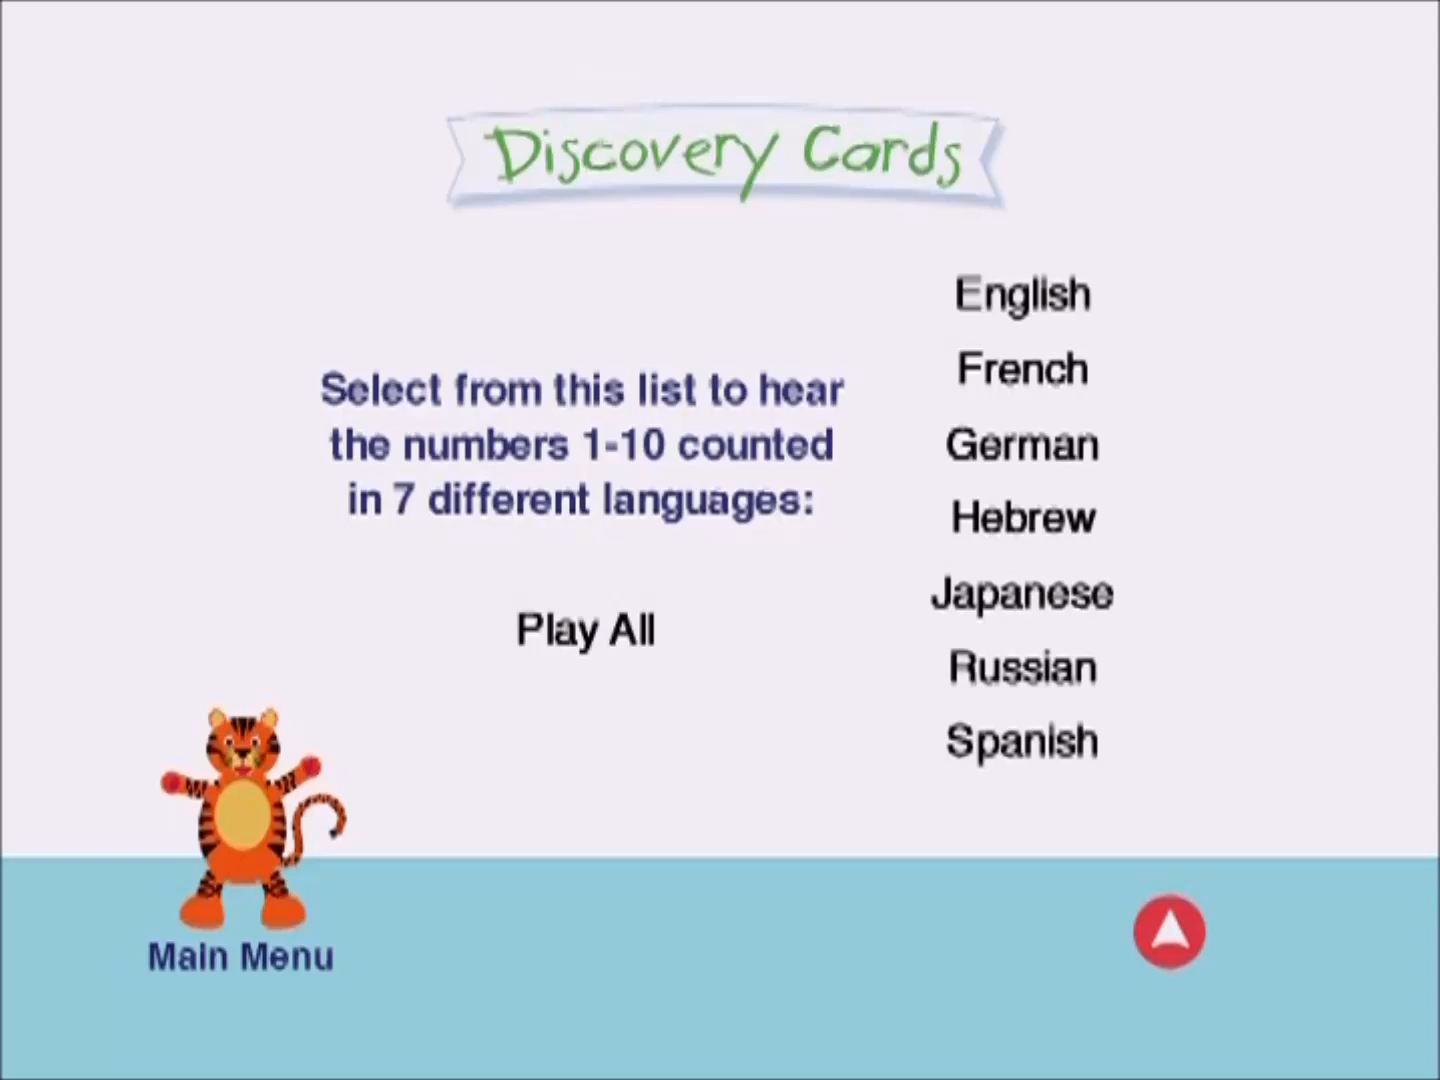 Discovery Cards
Select from this list to hear
the numbers 1-10 counted
in 7 different languages:
Play All
English
French
German
Hebrew
Japanese
Russian
Spanish
Main Menu